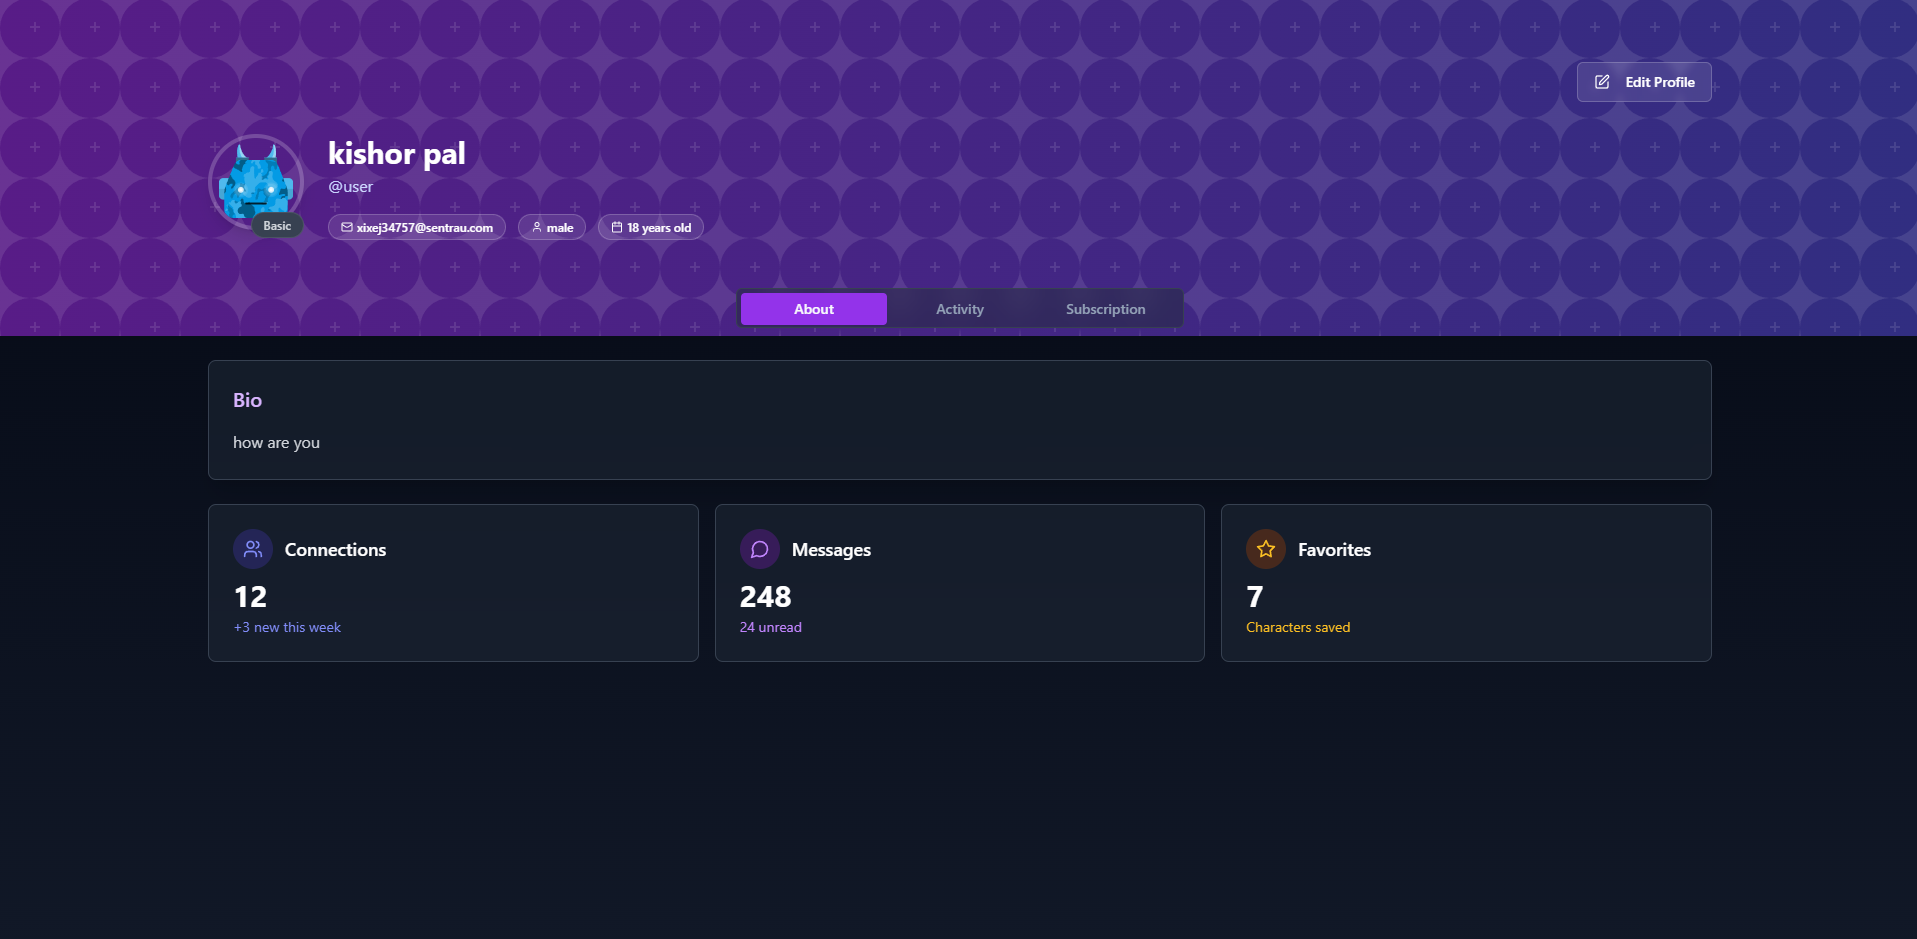 Edit Profile
kishor pal
@user
Basic
xixej34757@sentrau.com
male
18 years old
About
Activity
Subscription
Bio
how are you
Connections
12
+3 new this week
Messages
248
24 unread
Favorites
7
Characters saved